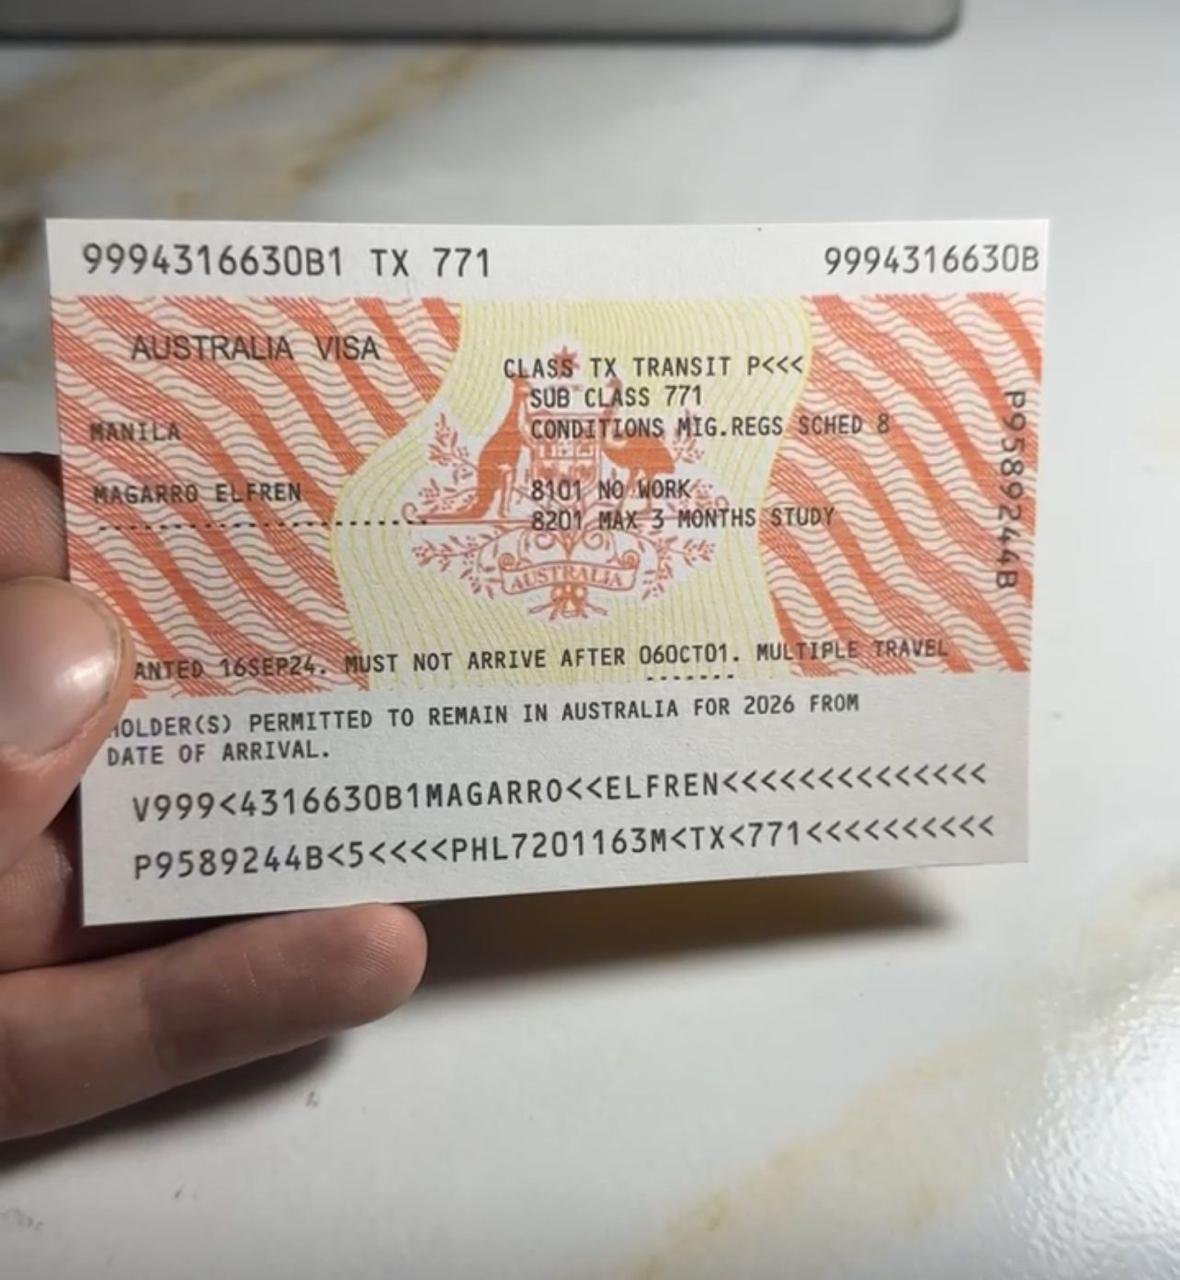 9994316630B1 TX 771
9994316630B
AUSTRALIA VISA
CLASS TX TRANSIT P<<<
SUB CLASS 771
MANILA
CONDITIONS MIG.REGS SCHED 8
MAGARRO ELFREN
8101 NO WORK
8201 MAX 3 MONTHS STUDY
AUSTRALIA
P9589244B
ANTED 16SEP24. MUST NOT ARRIVE AFTER 06OCT01. MULTIPLE TRAVEL
HOLDER(S) PERMITTED TO REMAIN IN AUSTRALIA FOR 2026 FROM
DATE OF ARRIVAL.
V999<4316630B1MAGARRO<<ELFREN<<<<<<<<<<<<<<
P9589244B<5<<<<PHL7201163M<TX<771<<<<<<<<<<